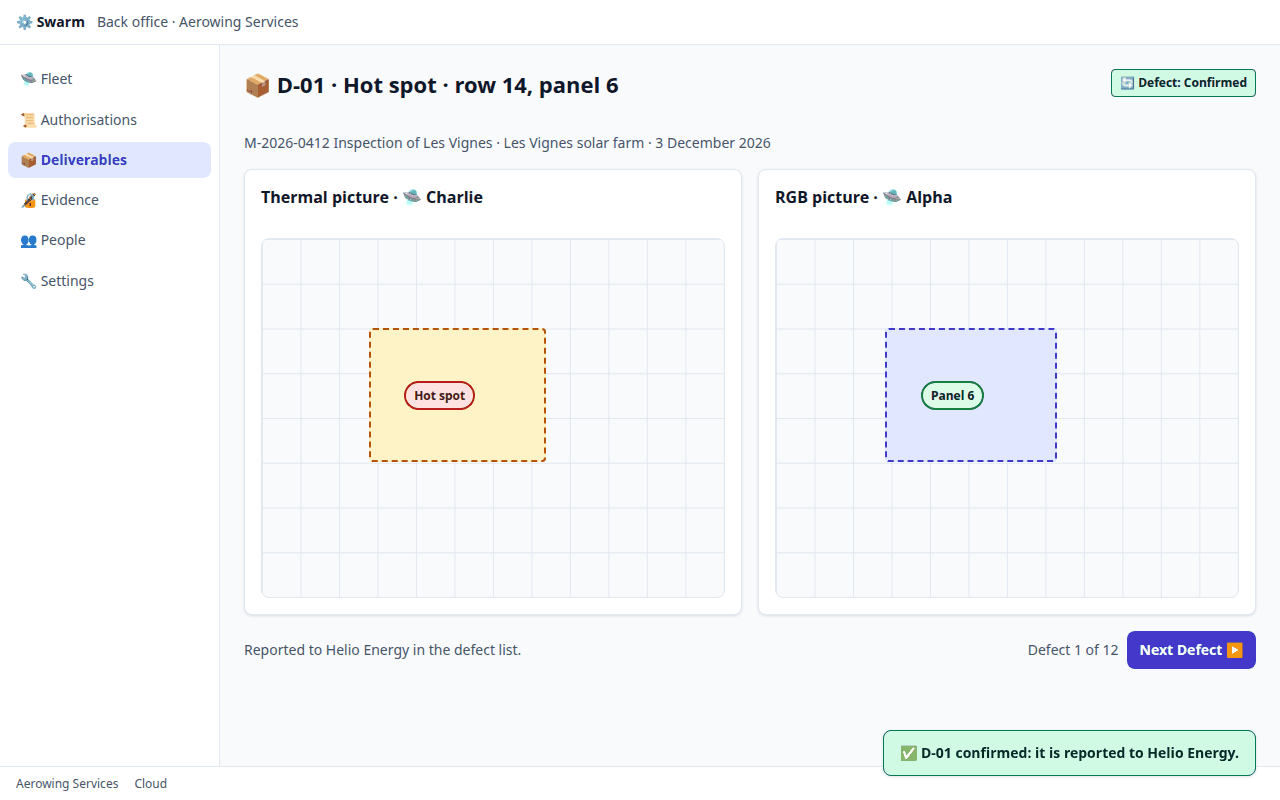 ⚙️ Swarm Back office · Aerowing Services
🛸 Fleet
📜 Authorisations
📦 Deliverables
🔏 Evidence
👥 People
🔧 Settings
📦 D-01 · Hot spot · row 14, panel 6
🔄 Defect: Confirmed
M-2026-0412 Inspection of Les Vignes · Les Vignes solar farm · 3 December 2026
Thermal picture · 🛸 Charlie
Hot spot
RGB picture · 🛸 Alpha
Panel 6
Reported to Helio Energy in the defect list.
Defect 1 of 12
Next Defect ▶️
✅ D-01 confirmed: it is reported to Helio Energy.
Aerowing Services Cloud